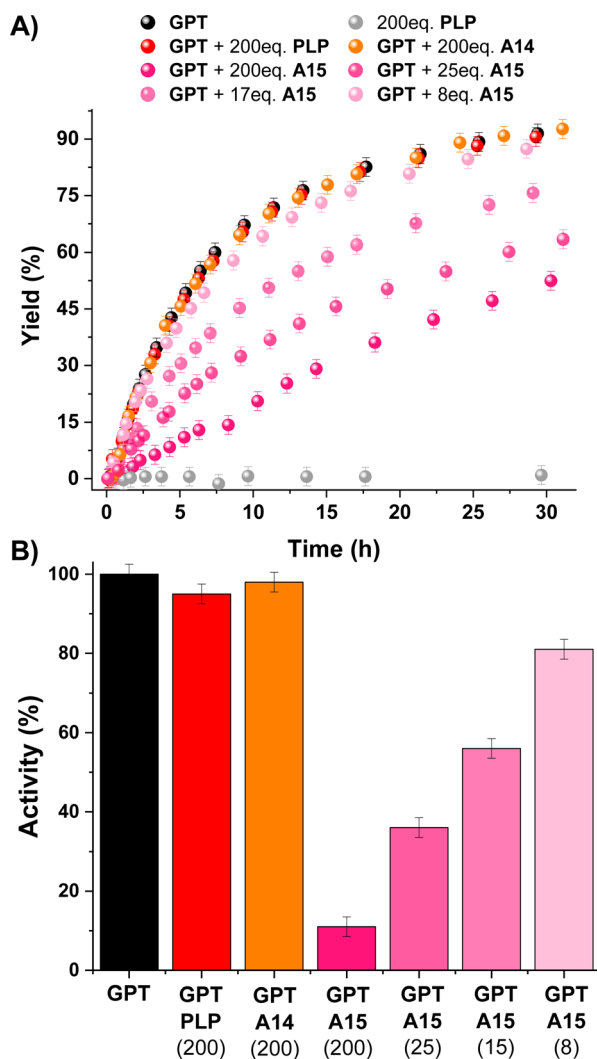 A)
GPT 200eq. PLP
GPT + 200eq. PLP GPT + 200eq. A14
GPT + 200eq. A15 GPT + 25eq. A15
GPT + 17eq. A15 GPT + 8eq. A15
Yield (%)
90
75
60
45
30
15
0
0 5 10 15 20 25 30
Time (h)
B)
Activity (%)
100
80
60
40
20
0
GPT GPT GPT GPT GPT GPT GPT
PLP A14 A15 A15 A15 A15
(200) (200) (200) (25) (15) (8)